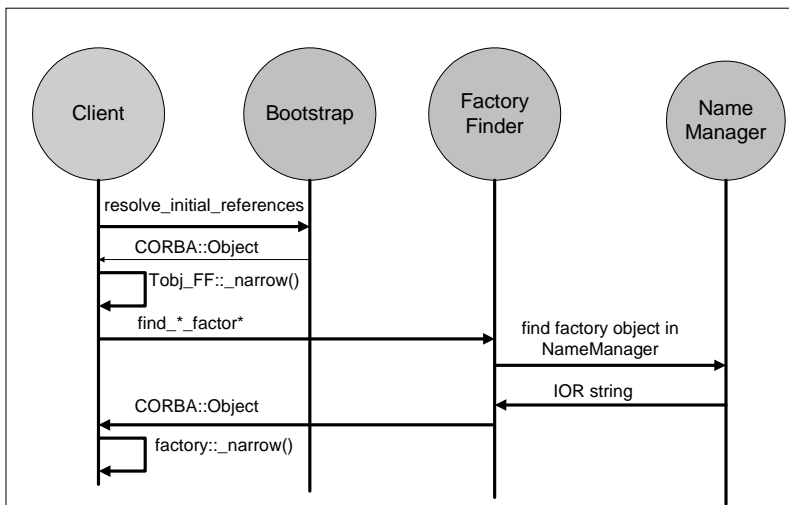 Client
Bootstrap
Factory
Finder
Name
Manager
resolve_initial_references
CORBA::Object
Tobj_FF::_narrow()
find_*_factor*
find factory object in
NameManager
IOR string
CORBA::Object
factory::_narrow()